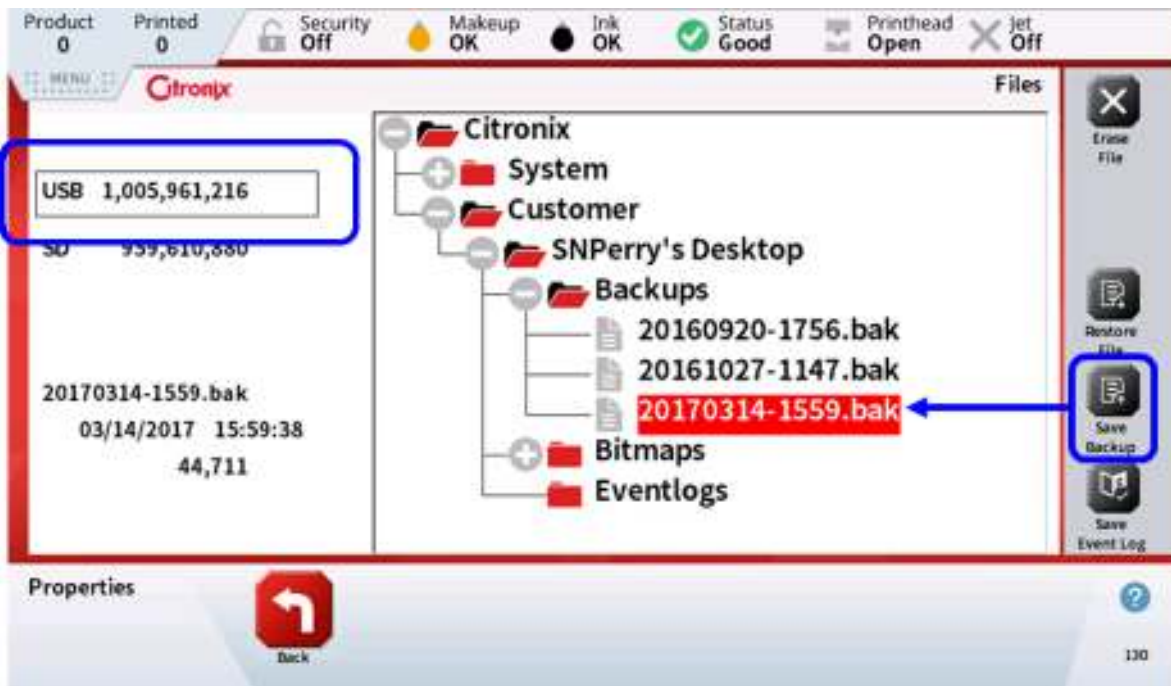 Product
0
Printed
0
Security
Off
Makeup
OK
Ink
OK
Status
Good
Printhead
Open
Jet
Off
MENU
Citronix
Files
USB 1,005,961,216
SD 959,610,880
20170314-1559.bak
03/14/2017 15:59:38
44,711
Citronix
System
Customer
SNPerry's Desktop
Backups
20160920-1756.bak
20161027-1147.bak
20170314-1559.bak
Bitmaps
Eventlogs
Erase
File
Restore
File
Save
Backup
Save
Event Log
Properties
Back
?
130